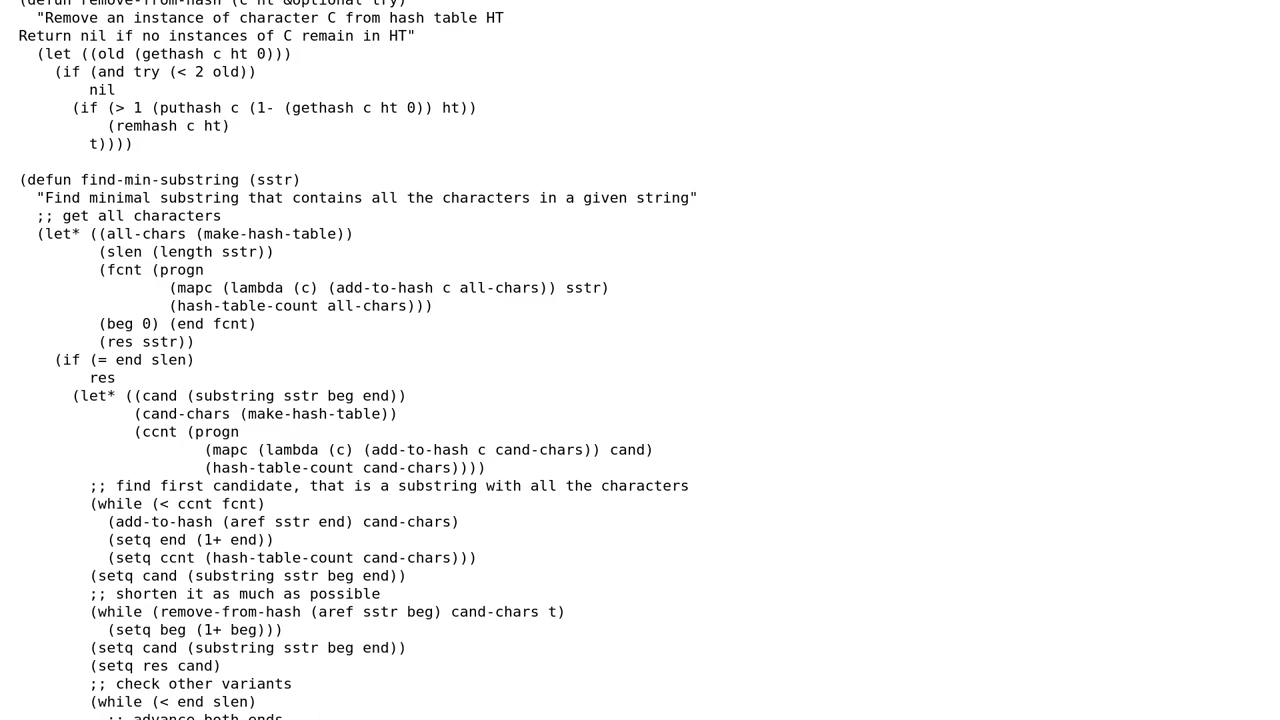 (defun remove-from-hash (c ht &optional try)
  "Remove an instance of character C from hash table HT
Return nil if no instances of C remain in HT"
  (let ((old (gethash c ht 0)))
    (if (and try (< 2 old))
        nil
      (if (> 1 (puthash c (1- (gethash c ht 0)) ht))
          (remhash c ht)
        t))))

(defun find-min-substring (sstr)
  "Find minimal substring that contains all the characters in a given string"
  ;; get all characters
  (let* ((all-chars (make-hash-table))
         (slen (length sstr))
         (fcnt (progn
                 (mapc (lambda (c) (add-to-hash c all-chars)) sstr)
                 (hash-table-count all-chars)))
         (beg 0) (end fcnt)
         (res sstr))
    (if (= end slen)
        res
      (let* ((cand (substring sstr beg end))
             (cand-chars (make-hash-table))
             (ccnt (progn
                     (mapc (lambda (c) (add-to-hash c cand-chars)) cand)
                     (hash-table-count cand-chars))))
        ;; find first candidate, that is a substring with all the characters
        (while (< ccnt fcnt)
          (add-to-hash (aref sstr end) cand-chars)
          (setq end (1+ end))
          (setq ccnt (hash-table-count cand-chars)))
        (setq cand (substring sstr beg end))
        ;; shorten it as much as possible
        (while (remove-from-hash (aref sstr beg) cand-chars t)
          (setq beg (1+ beg)))
        (setq cand (substring sstr beg end))
        (setq res cand)
        ;; check other variants
        (while (< end slen)
          ;; advance both ends